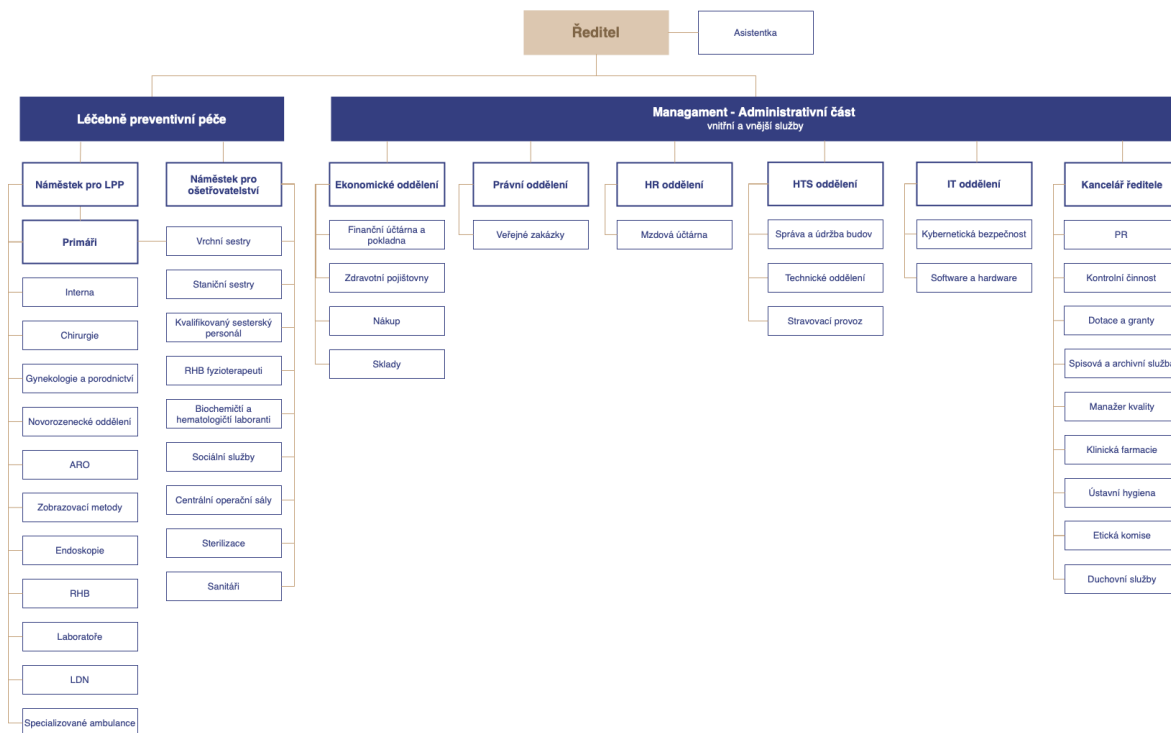 Ředitel
Asistentka
Léčebně preventivní péče
Managament - Administrativní část
vnitřní a vnější služby
Náměstek pro LPP
Primáři
Interna
Chirurgie
Gynekologie a porodnictví
Novorozenecké oddělení
ARO
Zobrazovací metody
Endoskopie
RHB
Laboratoře
LDN
Specializované ambulance
Náměstek pro
ošetřovatelství
Vrchní sestry
Staniční sestry
Kvalifikovaný sesterský
personál
RHB fyzioterapeuti
Biochemičtí a
hematologičtí laboranti
Sociální služby
Centrální operační sály
Sterilizace
Sanitáři
Ekonomické oddělení
Finanční účtárna a
pokladna
Zdravotní pojištovny
Nákup
Sklady
Právní oddělení
Veřejné zakázky
HR oddělení
Mzdová účtárna
HTS oddělení
Správa a údržba budov
Technické oddělení
Stravovací provoz
IT oddělení
Kybernetická bezpečnost
Software a hardware
Kancelář ředitele
PR
Kontrolní činnost
Dotace a granty
Spisová a archivní služba
Manažer kvality
Klinická farmacie
Ústavní hygiena
Etická komise
Duchovní služby